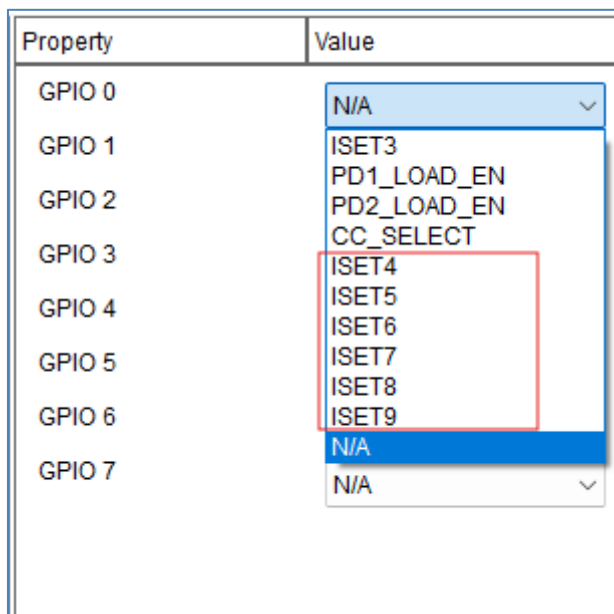 Property Value
GPIO 0 N/A
GPIO 1 ISET3
PD1_LOAD_EN
GPIO 2 PD2_LOAD_EN
CC_SELECT
GPIO 3 ISET4
ISET5
GPIO 4 ISET6
ISET7
GPIO 5 ISET8
GPIO 6 ISET9
N/A
GPIO 7 N/A